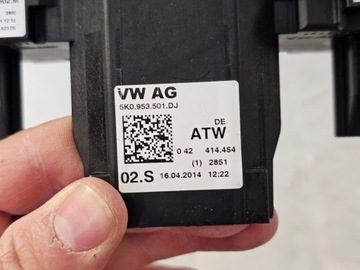 VW AG
5K0.953.501.DJ
DE
ATW
0 42 414.454
(1) 2851
02.S 16.04.2014 12:22